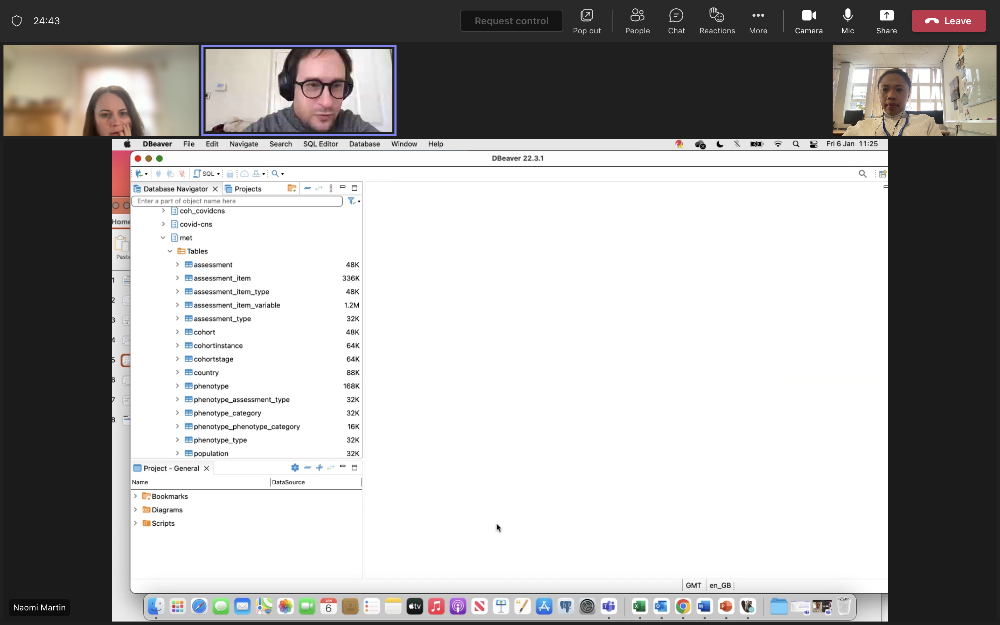 24:43
Request control
Pop out
People
Chat
Reactions
More
Camera
Mic
Share
Leave
DBeaver File Edit Navigate Search SQL Editor Database Window Help
Fri 6 Jan 11:25
DBeaver 22.3.1
SQL
Database Navigator
Projects
Enter a part of object name here
coh_covidcns
covid-cns
met
Tables
assessment 48K
assessment_item 336K
assessment_item_type 48K
assessment_item_variable 1.2M
assessment_type 32K
cohort 48K
cohortinstance 64K
cohortstage 64K
country 88K
phenotype 168K
phenotype_assessment_type 32K
phenotype_category 32K
phenotype_phenotype_category 16K
phenotype_type 32K
population 32K
Home
Paste
1
2
3
4
5
6
7
8
Project - General
Name DataSource
Bookmarks
Diagrams
Scripts
GMT en_GB
Naomi Martin
JAN
6
tv
X
O
W
P